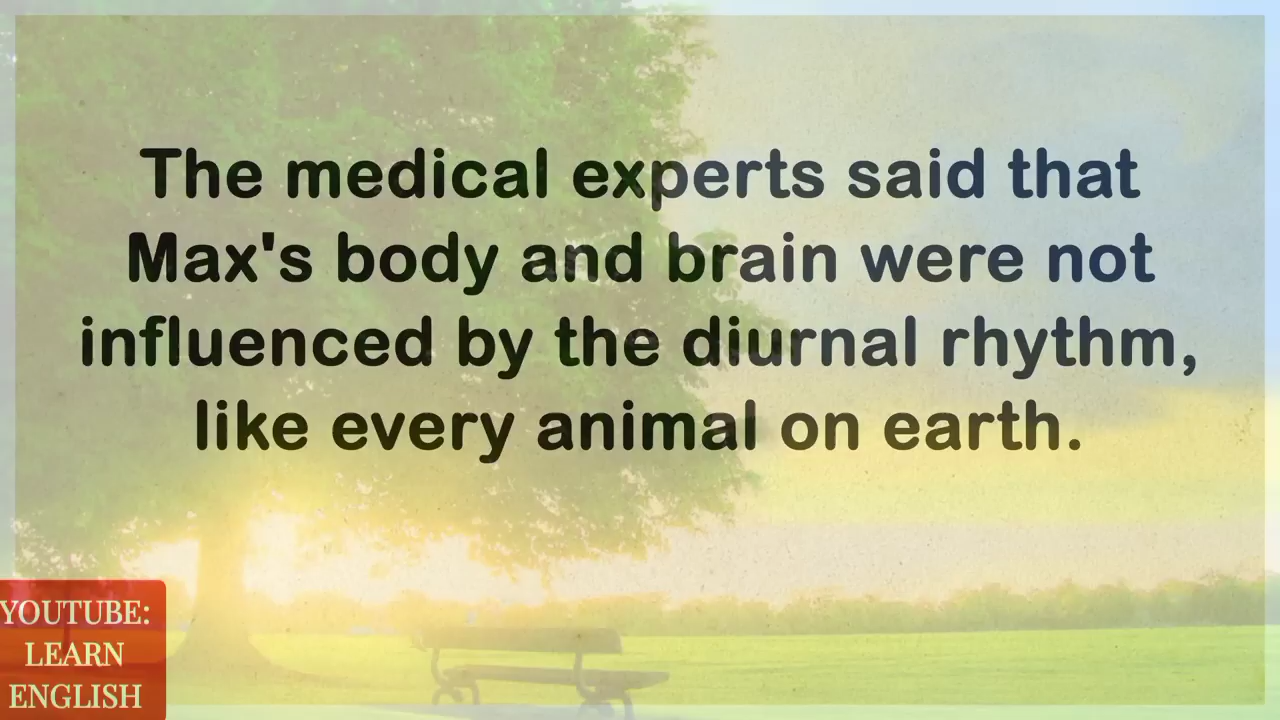 The medical experts said that
Max's body and brain were not
influenced by the diurnal rhythm,
like every animal on earth.
YOUTUBE:
LEARN
ENGLISH